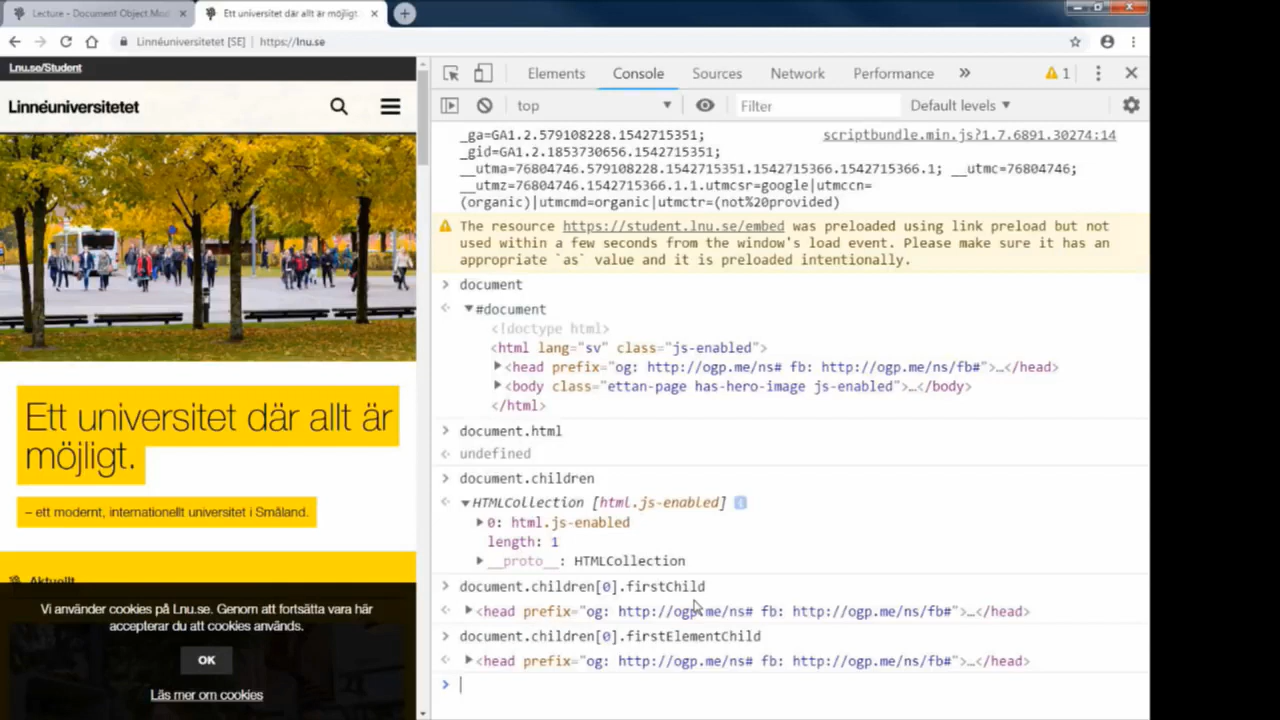 Lecture - Document Object Mod
Ett universitet där allt är möjligt.
Linnéuniversitetet [SE] | https://lnu.se
Lnu.se/Student
Linnéuniversitetet
Ett universitet där allt är
möjligt.
– ett modernt, internationellt universitet i Småland.
Aktuellt
Vi använder cookies på Lnu.se. Genom att fortsätta vara här
accepterar du att cookies används.
OK
Läs mer om cookies
Elements Console Sources Network Performance » 1
top Filter Default levels
_ga=GA1.2.579108228.1542715351; scriptbundle.min.js?1.7.6891.30274:14
_gid=GA1.2.1853730656.1542715351;
__utma=76804746.579108228.1542715351.1542715366.1542715366.1; __utmc=76804746;
__utmz=76804746.1542715366.1.1.utmcsr=google|utmccn=
(organic)|utmcmd=organic|utmctr=(not%20provided)
The resource https://student.lnu.se/embed was preloaded using link preload but not
used within a few seconds from the window's load event. Please make sure it has an
appropriate `as` value and it is preloaded intentionally.
> document
#document
<!doctype html>
<html lang="sv" class="js-enabled">
<head prefix="og: http://ogp.me/ns# fb: http://ogp.me/ns/fb#">…</head>
<body class="ettan-page has-hero-image js-enabled">…</body>
</html>
> document.html
undefined
> document.children
HTMLCollection [html.js-enabled] i
0: html.js-enabled
length: 1
__proto__: HTMLCollection
> document.children[0].firstChild
<head prefix="og: http://ogp.me/ns# fb: http://ogp.me/ns/fb#">…</head>
> document.children[0].firstElementChild
<head prefix="og: http://ogp.me/ns# fb: http://ogp.me/ns/fb#">…</head>
>